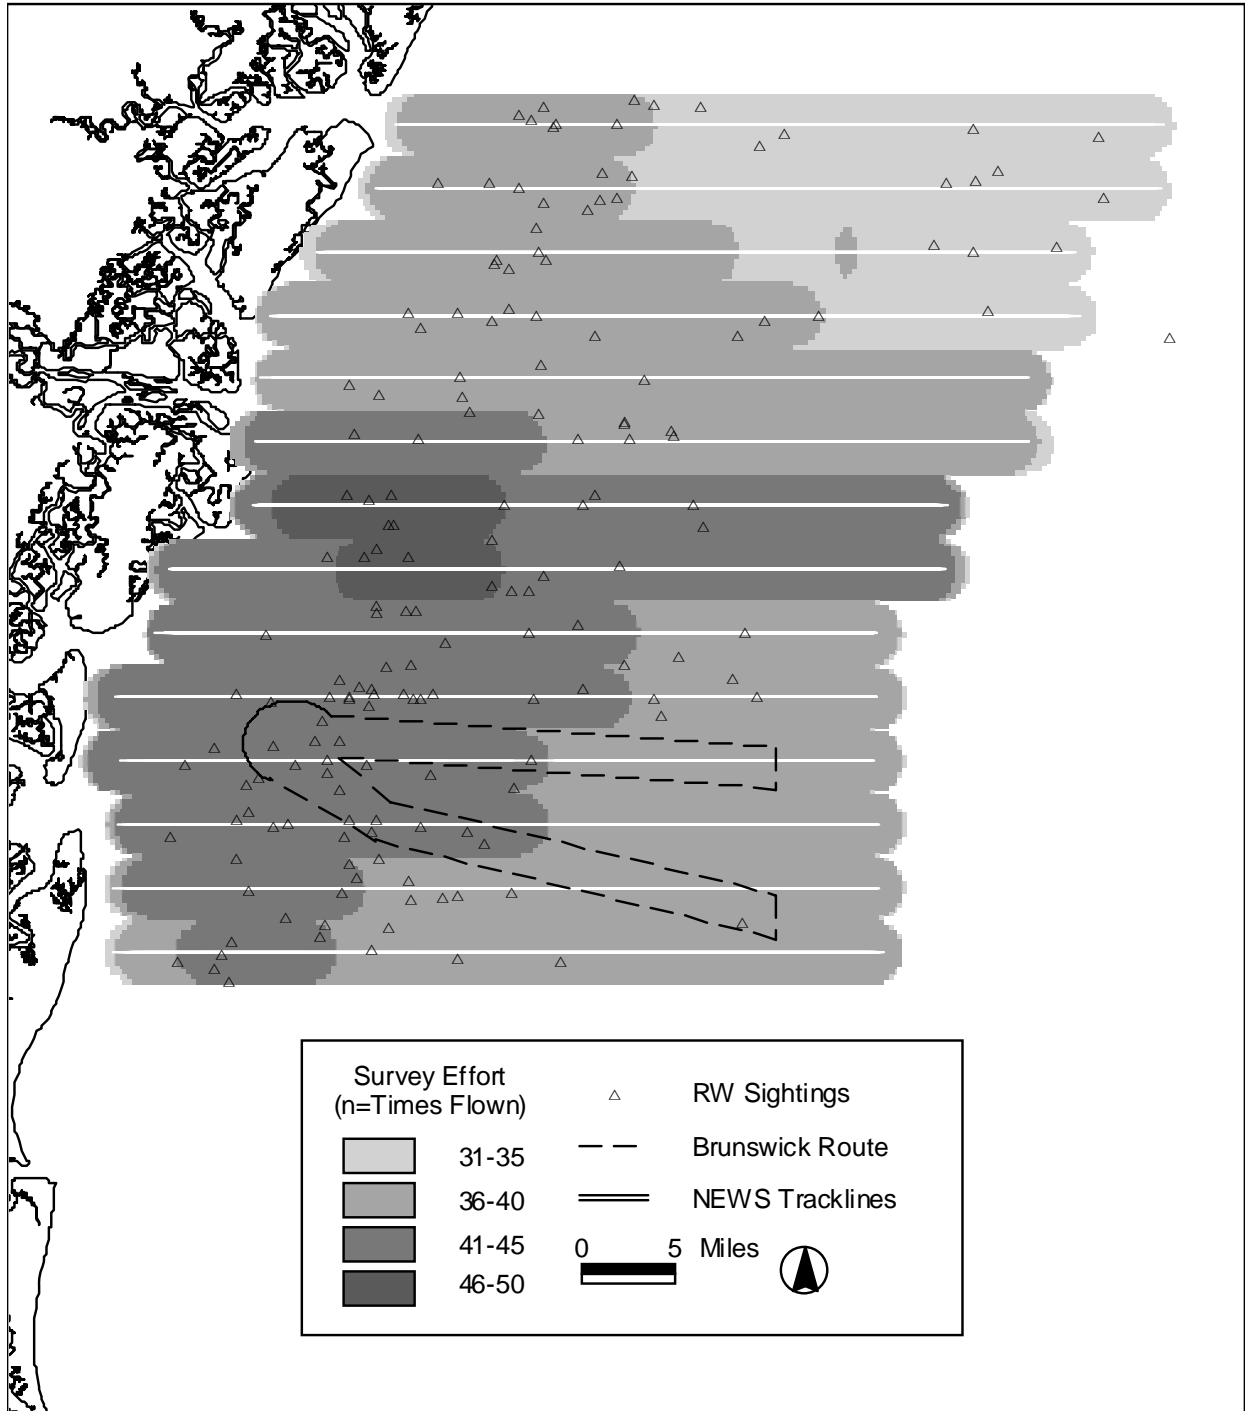 Survey Effort
(n=Times Flown)
31-35
36-40
41-45
46-50
RW Sightings
Brunswick Route
NEWS Tracklines
0 5 Miles